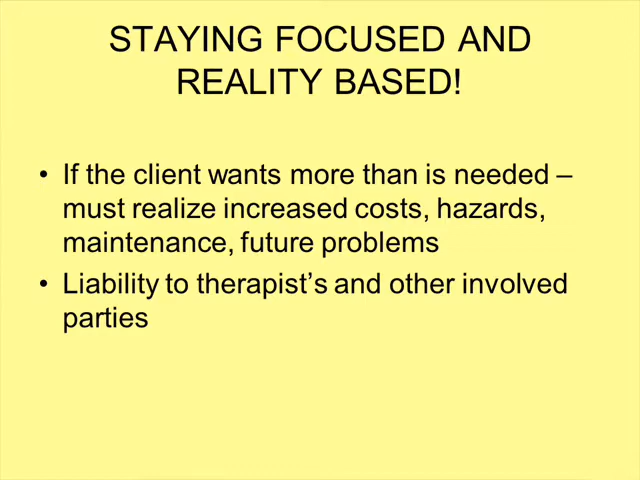 STAYING FOCUSED AND
REALITY BASED!
• If the client wants more than is needed –
must realize increased costs, hazards,
maintenance, future problems
• Liability to therapist’s and other involved
parties